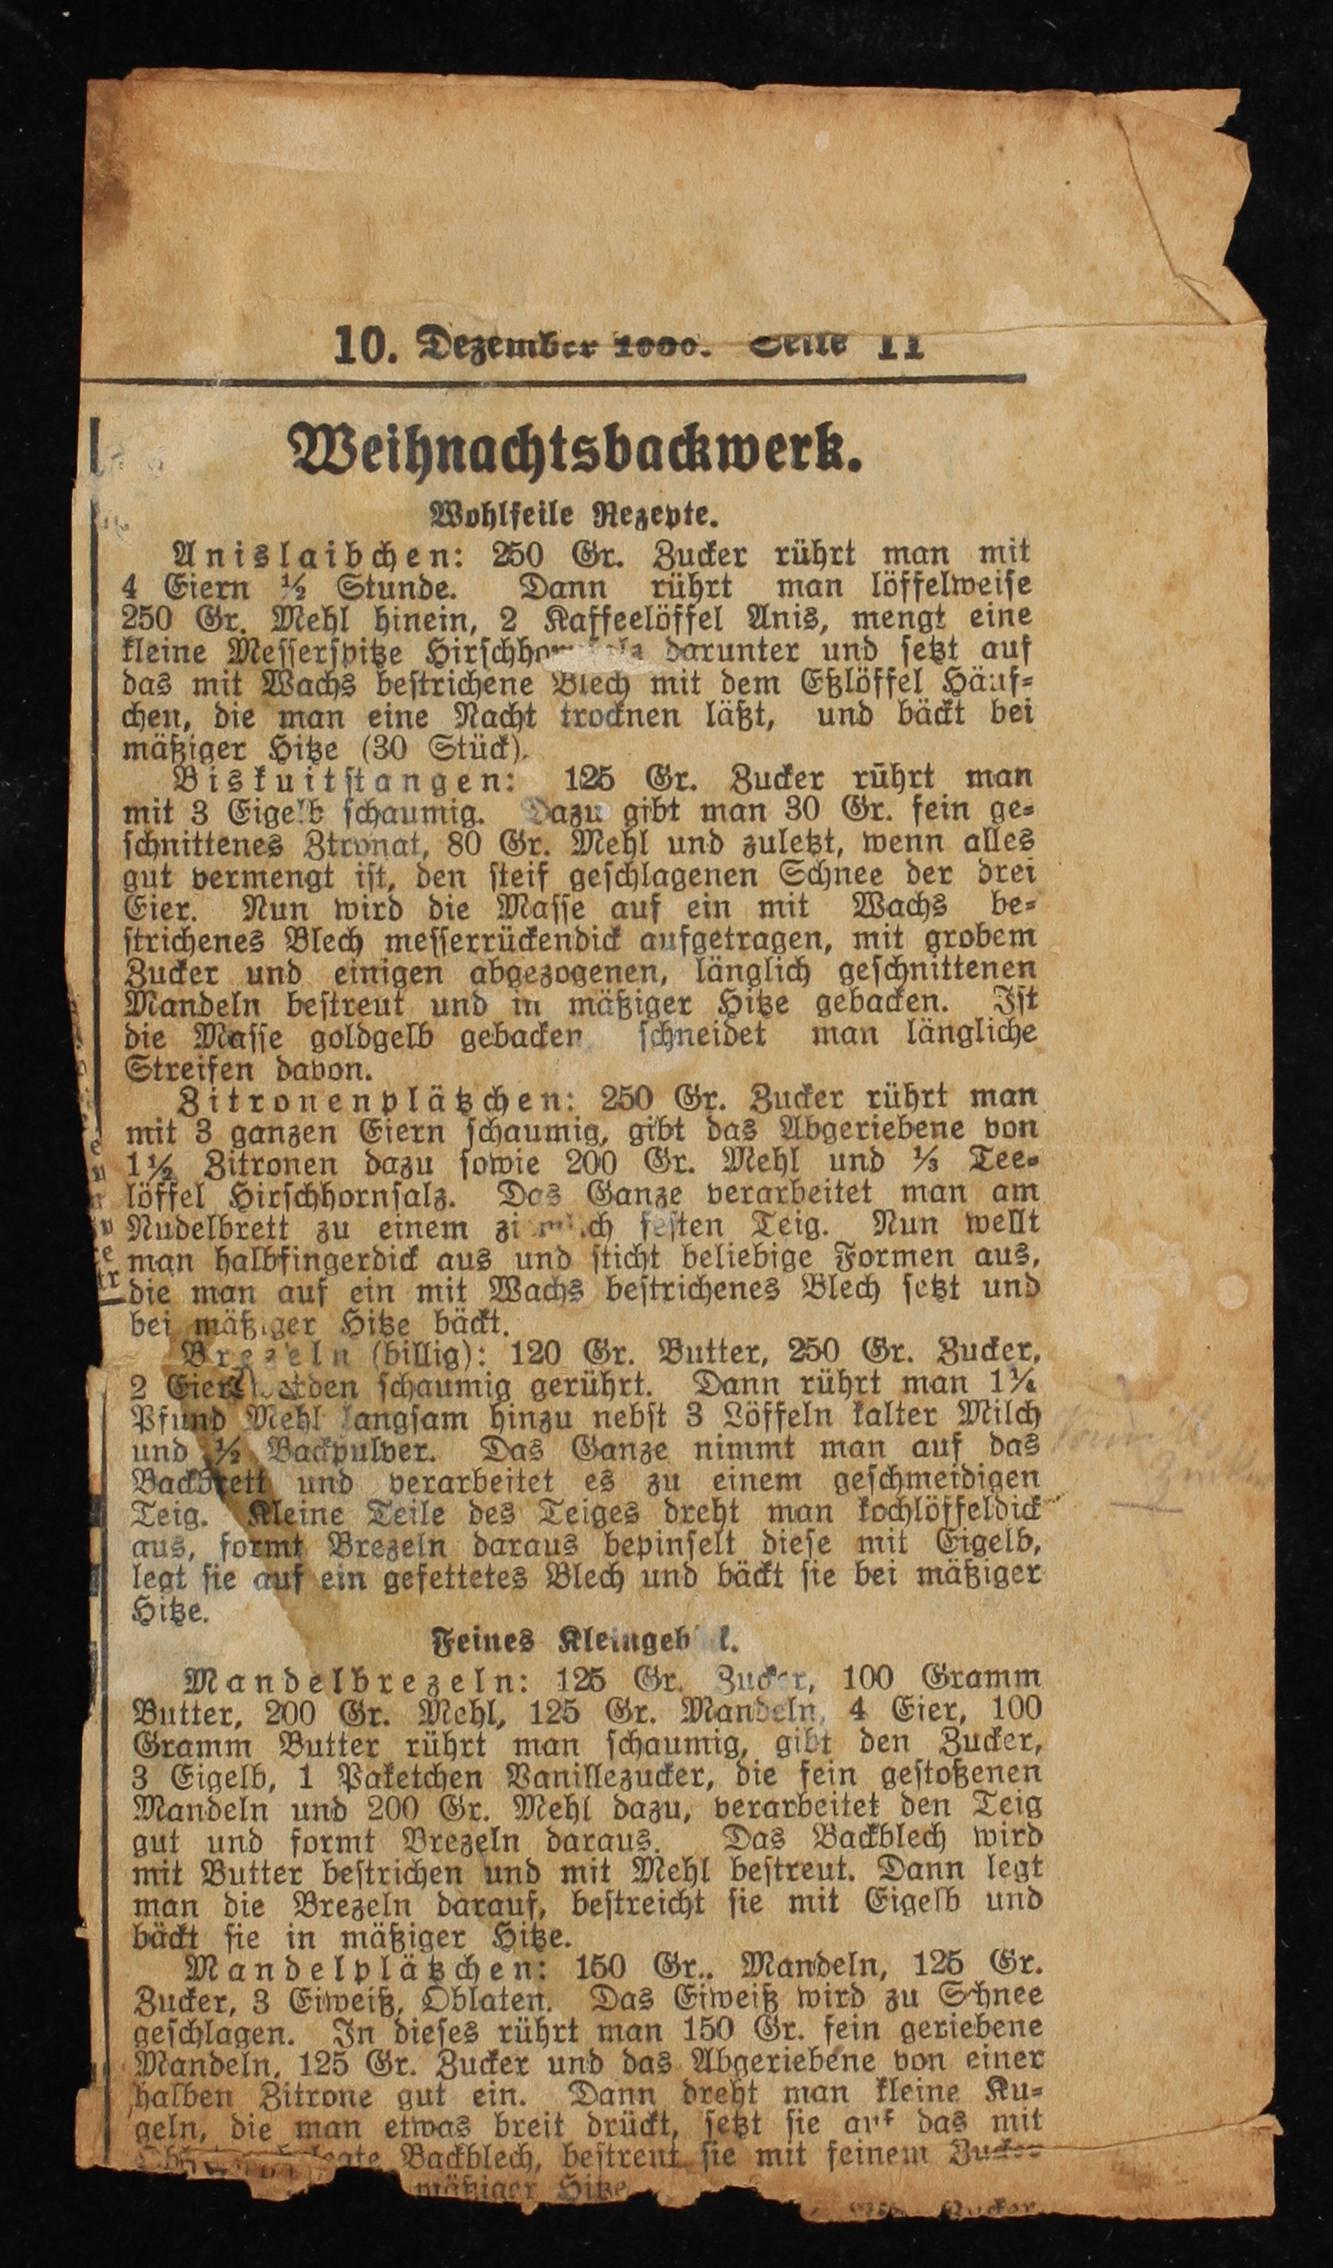 10. Dezember Seite 11
Weihnachtsbackwerk.
Wohlfeile Rezepte.
Anislaibchen: 250 Gr. Zucker rührt man mit
4 Eiern ½ Stunde. Dann rührt man löffelweise
250 Gr. Mehl hinein, 2 Kaffeelöffel Anis, mengt eine
kleine Messerspitze darunter und setzt auf
das mit Wachs bestrichene Blech mit dem Eßlöffel Häuf-
chen, die man eine Nacht trocknen läßt, und bäckt bei
mäßiger Hitze (30 Stück).
Biskuitstangen: 125 Gr. Zucker rührt man
mit 3 Eigelb schaumig. Dazu gibt man 30 Gr. fein ge-
schnittenes Ztronat, 80 Gr. Mehl und zuletzt, wenn alles
gut vermengt ist, den steif geschlagenen Schnee der drei
Eier. Nun wird die Masse auf ein mit Wachs be-
strichenes Blech messerrückendick aufgetragen, mit grobem
Zucker und einigen abgezogenen, länglich geschnittenen
Mandeln bestreut und in mäßiger Hitze gebacken. Ist
die Masse goldgelb gebacken schneidet man längliche
Streifen davon.
Zitronenplätzchen: 250 Gr. Zucker rührt man
mit 3 ganzen Eiern schaumig, gibt das Abgeriebene von
1½ Zitronen dazu sowie 200 Gr. Mehl und ⅓ Tee-
löffel Hirschhornsalz. Das Ganze verarbeitet man am
Nudelbrett zu einem festen Teig. Nun wellt
man halbfingerdick aus und sticht beliebige Formen aus,
die man auf ein mit Wachs bestrichenes Blech setzt und
bei mäßiger Hitze bäckt.
Brezeln (billig): 120 Gr. Butter, 250 Gr. Zucker,
2 Eier werden schaumig gerührt. Dann rührt man 1¼
Pfund Mehl langsam hinzu nebst 3 Löffeln kalter Milch
und ½ Backpulver. Das Ganze nimmt man auf das
Backbrett und verarbeitet es zu einem geschmeidigen
Teig. Kleine Teile des Teiges dreht man kochlöffeldick
aus, formt Brezeln daraus bepinselt diese mit Eigelb,
legt sie auf ein gefettetes Blech und bäckt sie bei mäßiger
Hitze.
Feines Kleingebäck.
Mandelbrezeln: 125 Gr. Zucker, 100 Gramm
Butter, 200 Gr. Mehl, 125 Gr. Mandeln, 4 Eier, 100
Gramm Butter rührt man schaumig, gibt den Zucker,
3 Eigelb, 1 Paketchen Vanillezucker, die fein gestoßenen
Mandeln und 200 Gr. Mehl dazu, verarbeitet den Teig
gut und formt Brezeln daraus. Das Backblech wird
mit Butter bestrichen und mit Mehl bestreut. Dann legt
man die Brezeln darauf, bestreicht sie mit Eigelb und
bäckt sie in mäßiger Hitze.
Mandelplätzchen: 150 Gr.. Mandeln, 125 Gr.
Zucker, 3 Eiweiß, Oblaten. Das Eiweiß wird zu Schnee
geschlagen. In dieses rührt man 150 Gr. fein geriebene
Mandeln, 125 Gr. Zucker und das Abgeriebene von einer
halben Zitrone gut ein. Dann dreht man kleine Ku-
geln, die man etwas breit drückt, setzt sie auf das mit
Backblech, bestreut sie mit feinem Zucker
mäßiger Hitze
Zucker